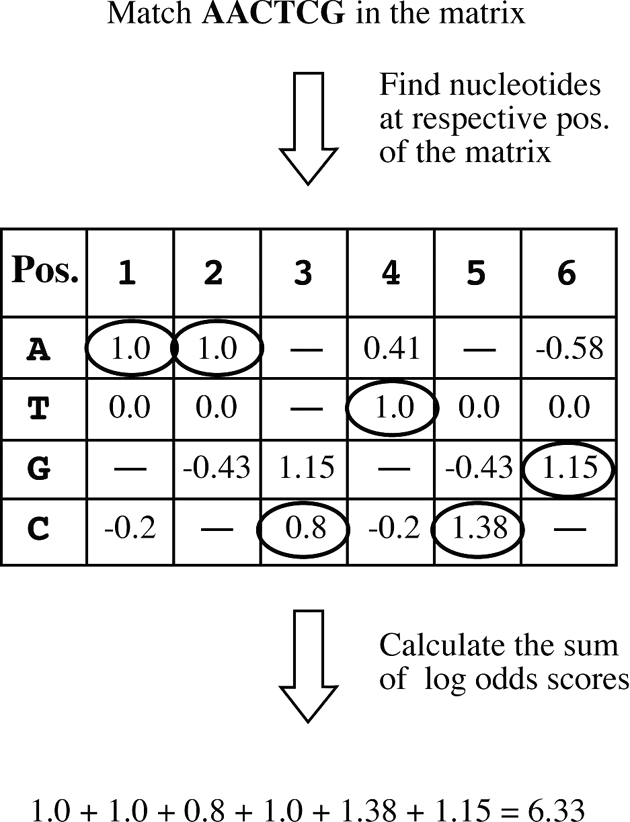 Match AACTCG in the matrix
Find nucleotides
at respective pos.
of the matrix
Pos. 1 2 3 4 5 6
A 1.0 1.0 — 0.41 — -0.58
T 0.0 0.0 — 1.0 0.0 0.0
G — -0.43 1.15 — -0.43 1.15
C -0.2 — 0.8 -0.2 1.38 —
Calculate the sum
of log odds scores
1.0 + 1.0 + 0.8 + 1.0 + 1.38 + 1.15 = 6.33